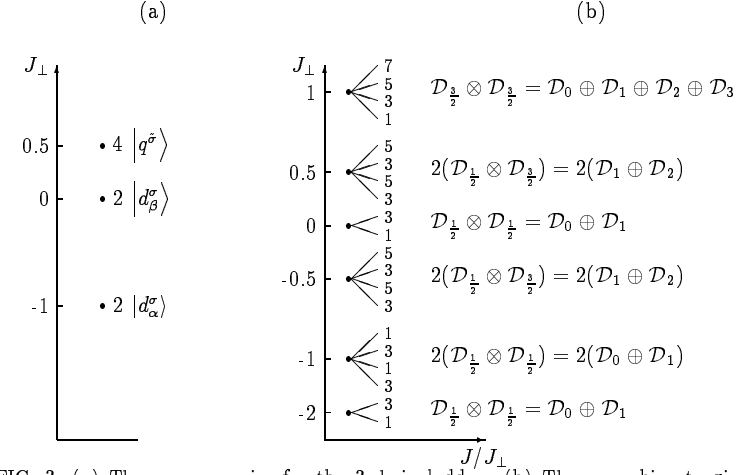 (a)
J⊥
0.5
4 |q^σ̃⟩
0
2 |d^σ_β⟩
-1
2 |d^σ_α⟩
(b)
J⊥
1
7
5
3
1
𝒟_{3/2} ⊗ 𝒟_{3/2} = 𝒟_0 ⊕ 𝒟_1 ⊕ 𝒟_2 ⊕ 𝒟_3
0.5
5
3
5
3
2(𝒟_{1/2} ⊗ 𝒟_{3/2}) = 2(𝒟_1 ⊕ 𝒟_2)
0
3
1
𝒟_{1/2} ⊗ 𝒟_{1/2} = 𝒟_0 ⊕ 𝒟_1
-0.5
5
3
5
3
2(𝒟_{1/2} ⊗ 𝒟_{3/2}) = 2(𝒟_1 ⊕ 𝒟_2)
-1
1
3
1
3
2(𝒟_{1/2} ⊗ 𝒟_{1/2}) = 2(𝒟_0 ⊕ 𝒟_1)
-2
3
1
𝒟_{1/2} ⊗ 𝒟_{1/2} = 𝒟_0 ⊕ 𝒟_1
J/J⊥